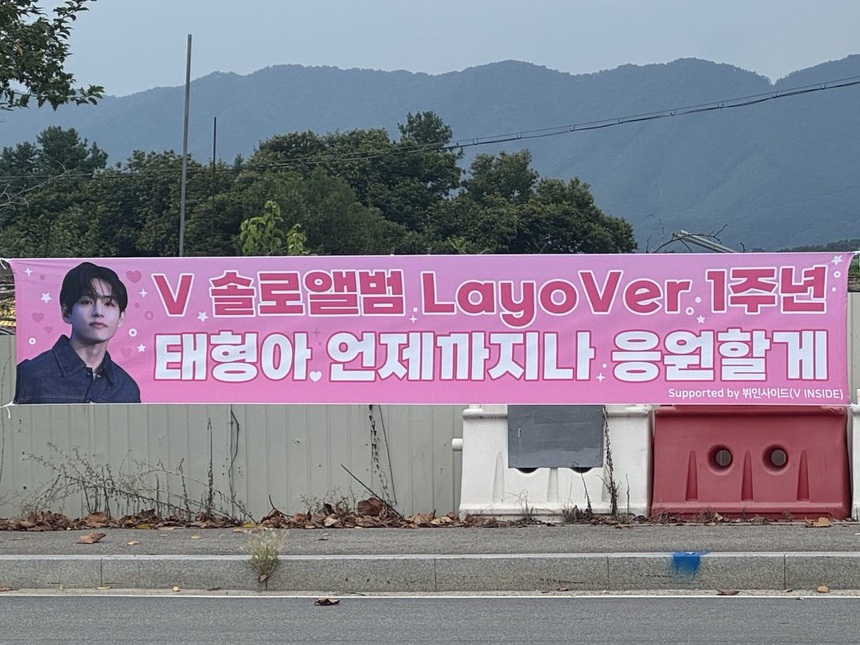 V 솔로앨범 LayoVer 1주년
태형아 언제까지나 응원할게
Supported by 뷔인사이드(V INSIDE)